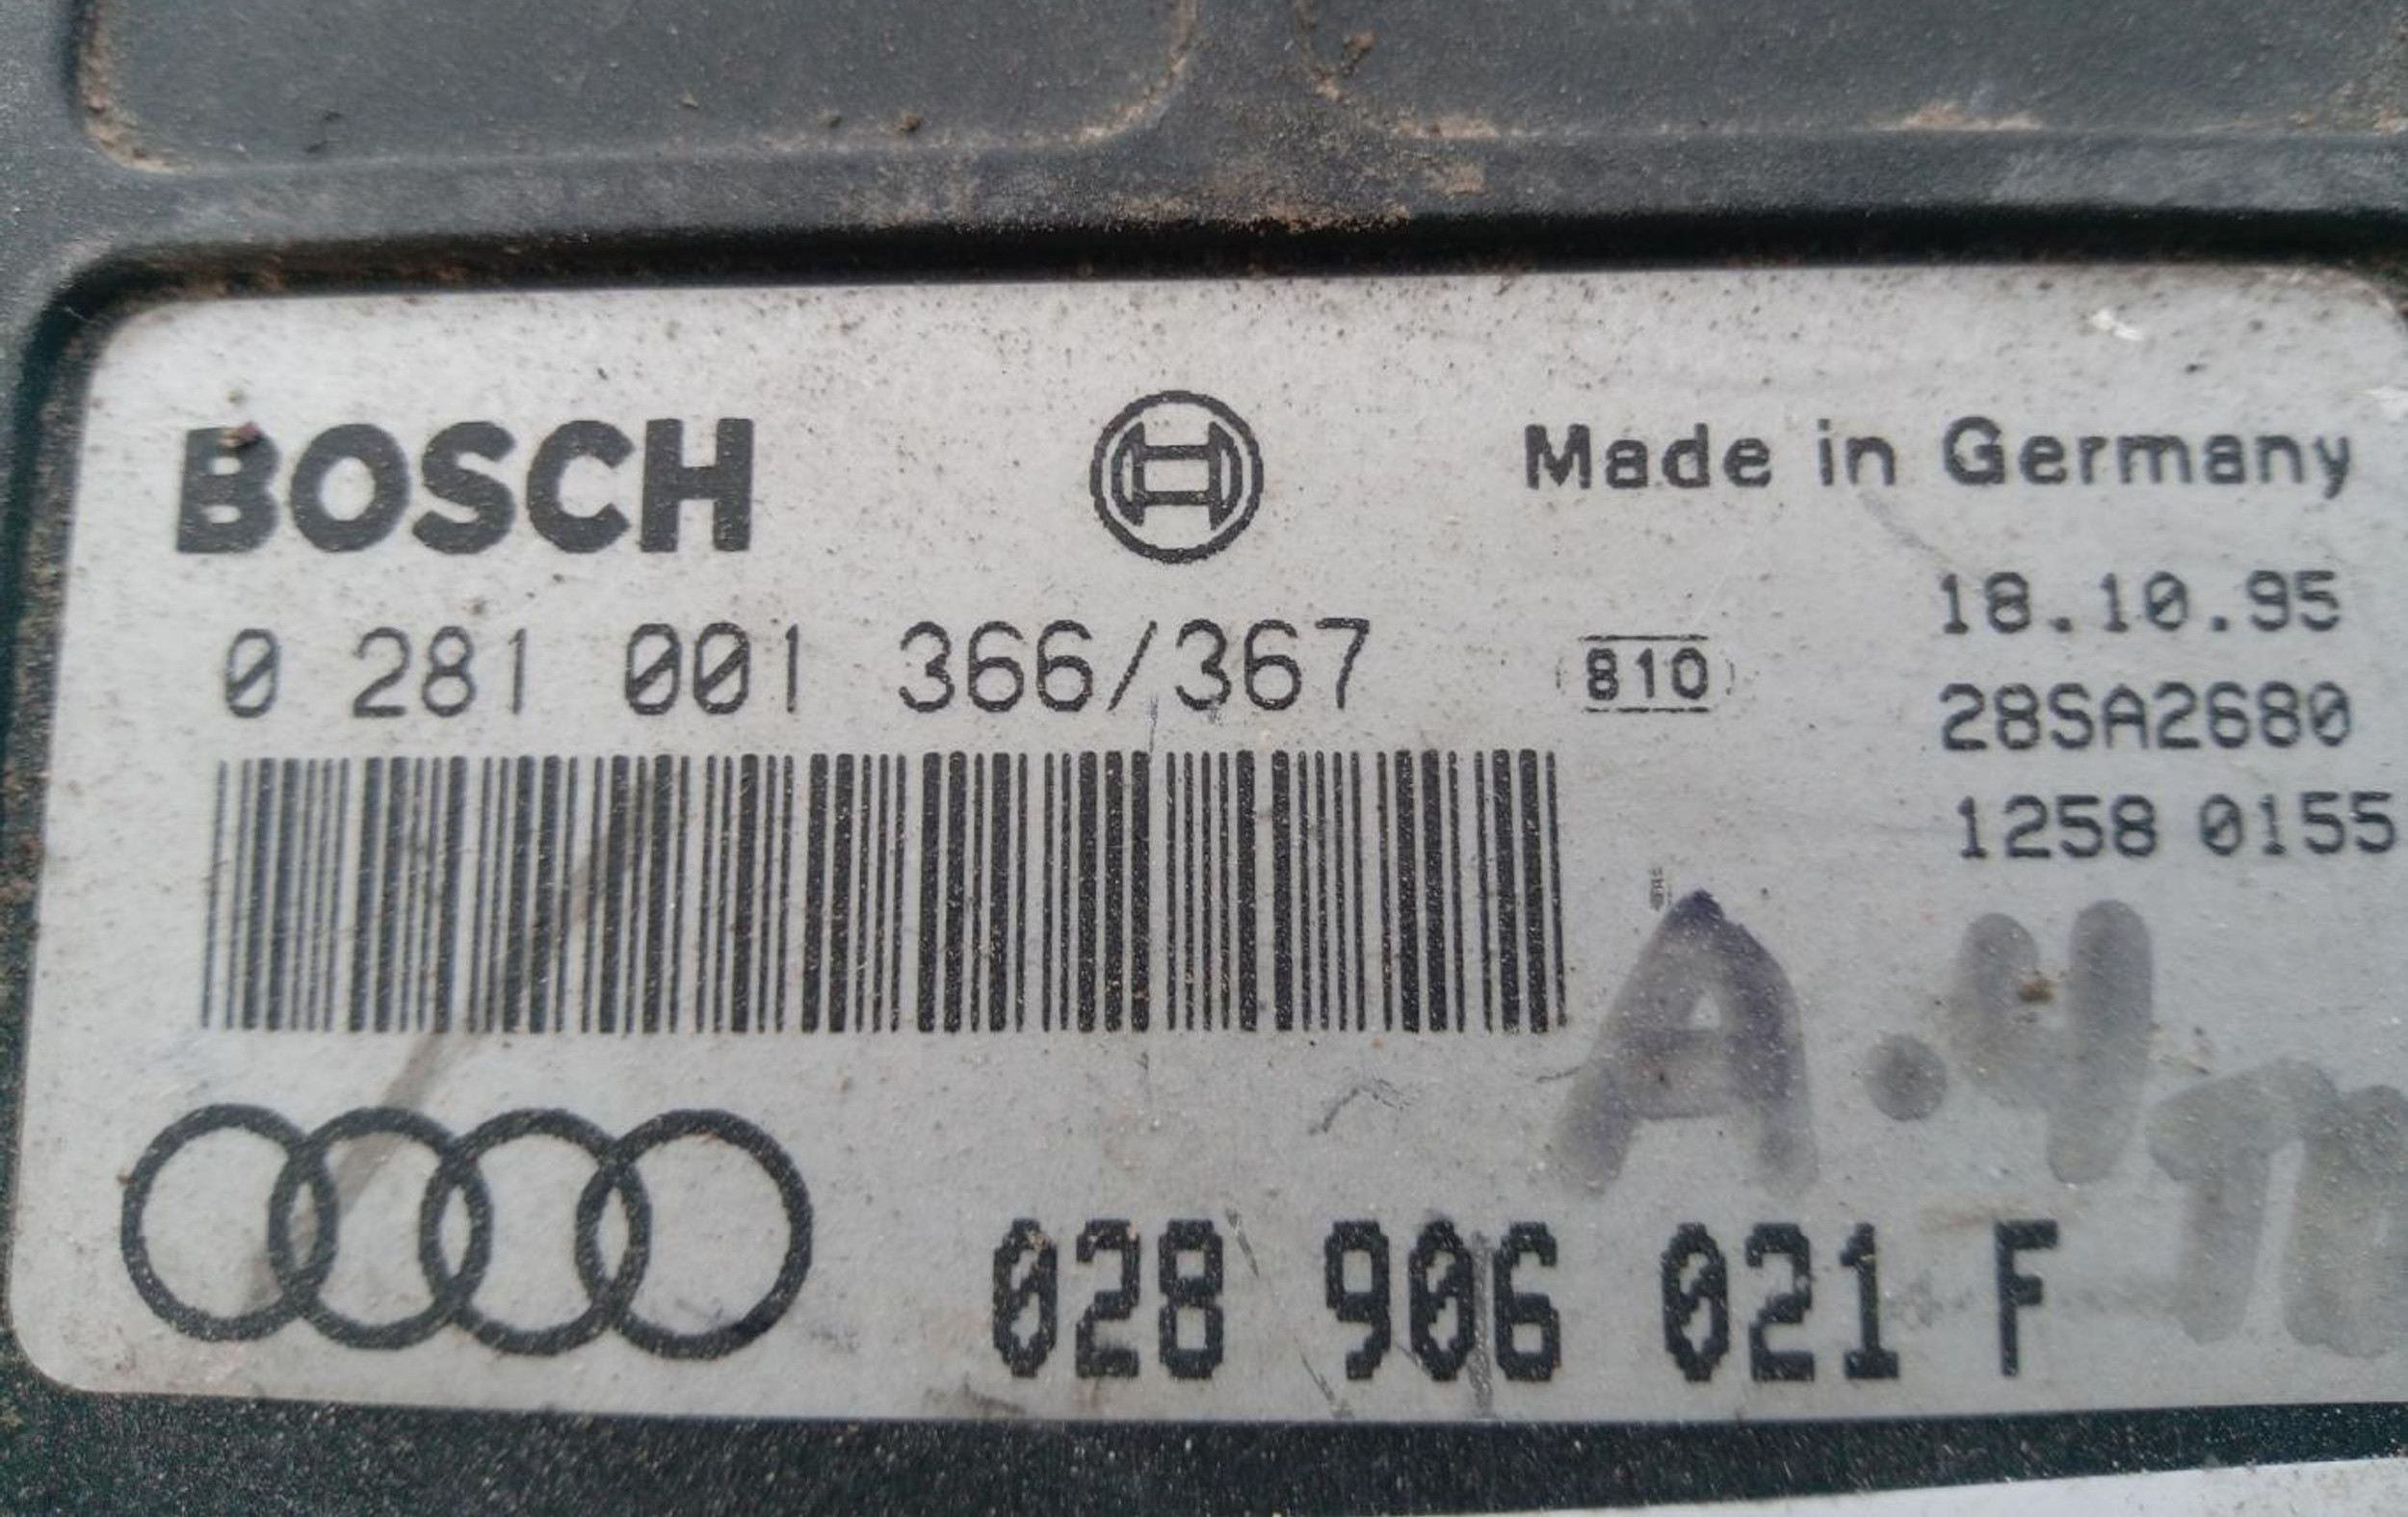 BOSCH
Made in Germany
18.10.95
0 281 001 366/367
810
28SA2680
1258 0155
A.4
028 906 021 F